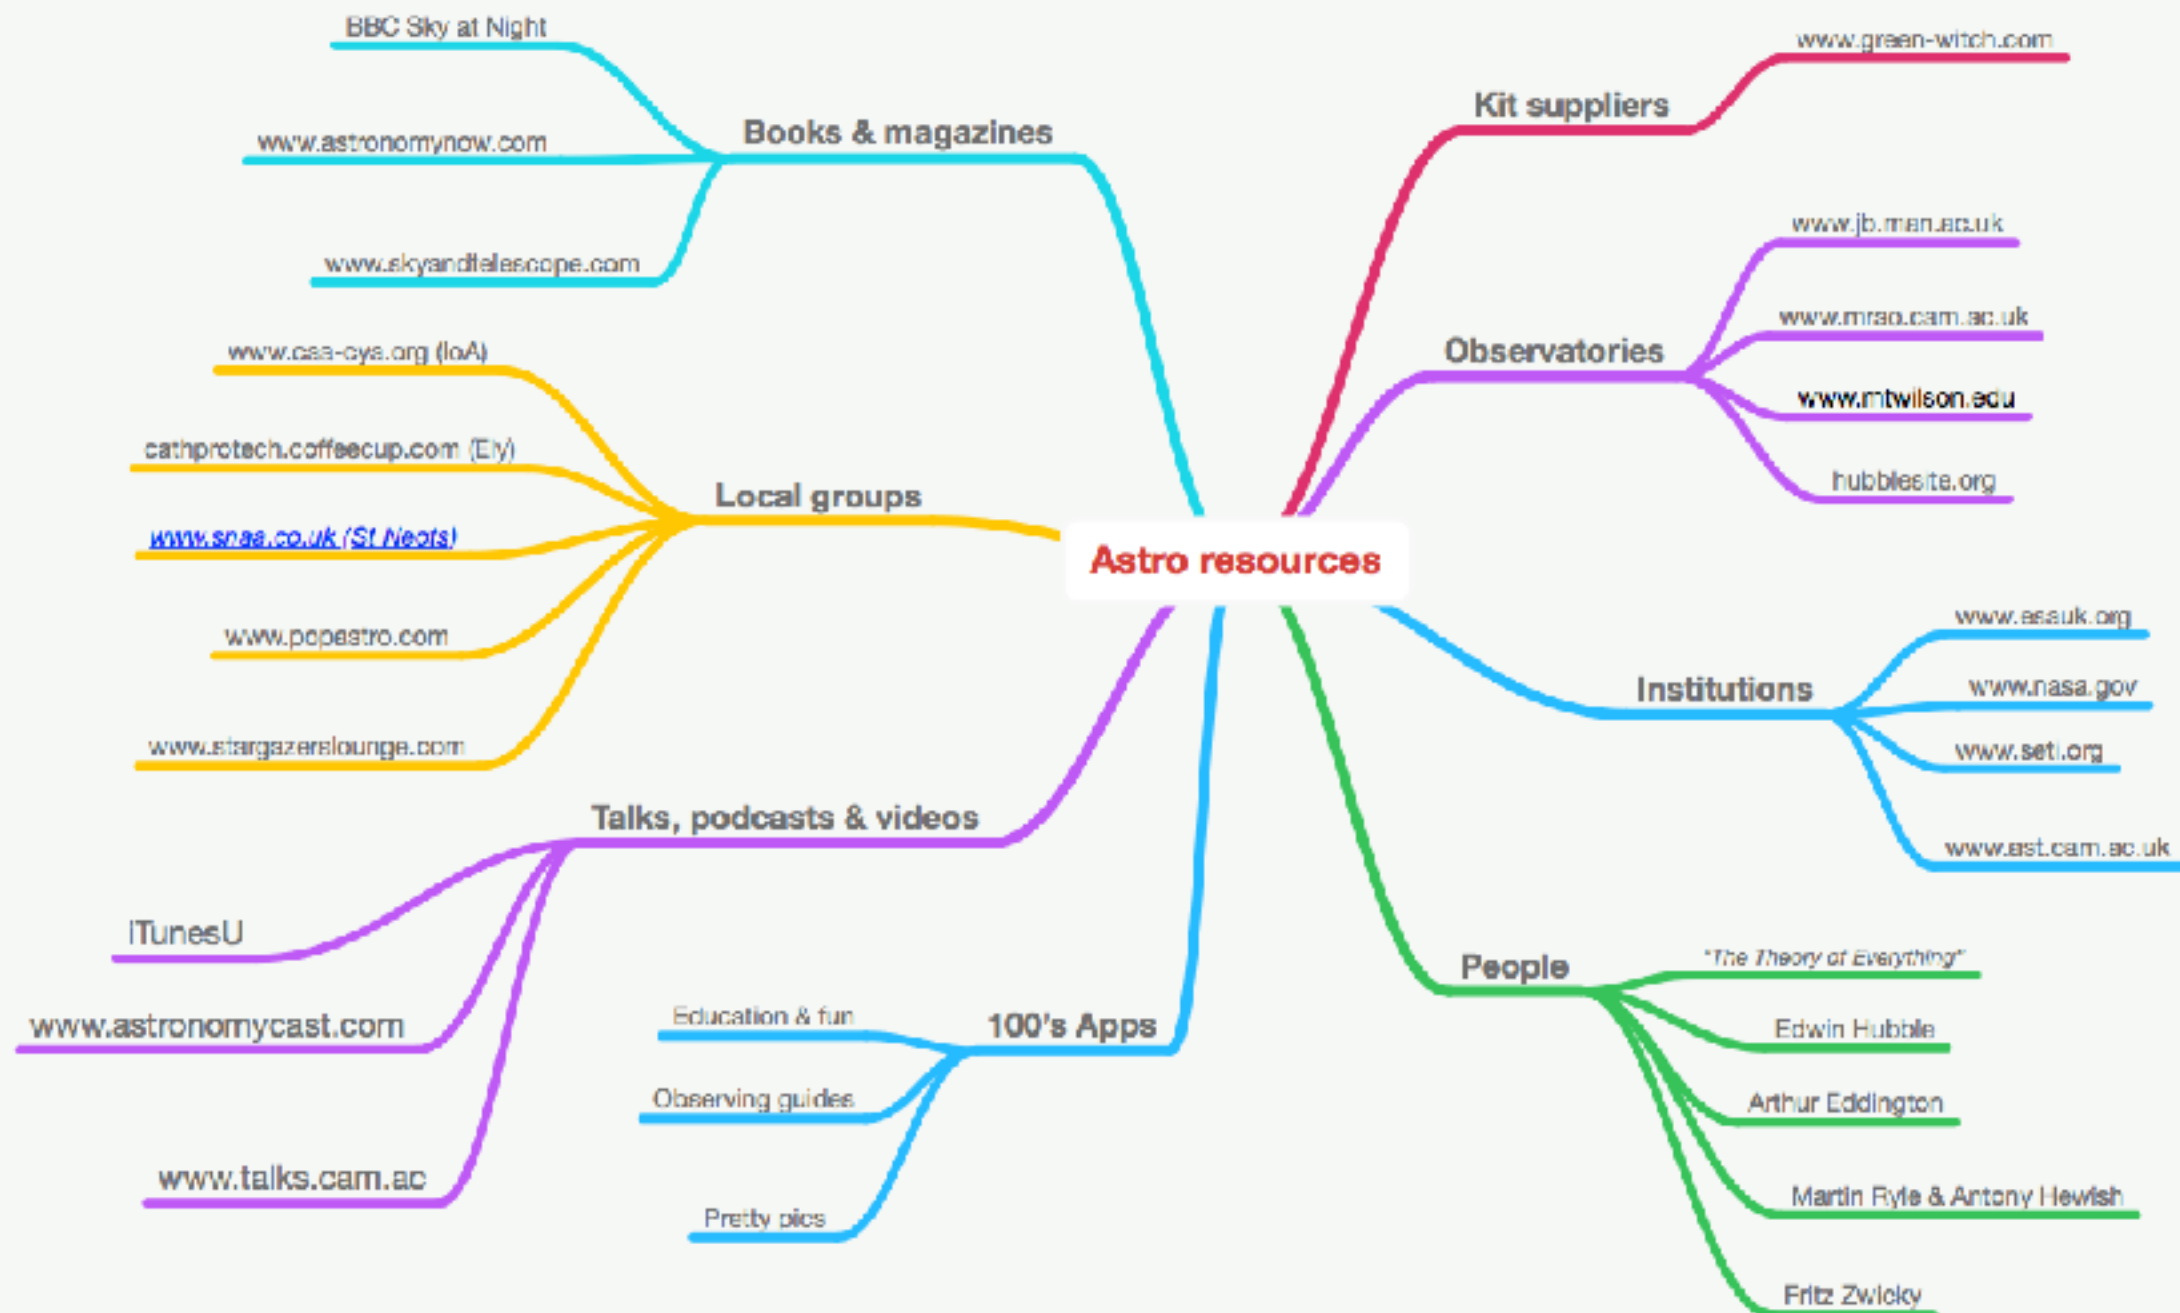 Astro resources
Books & magazines
BBC Sky at Night
www.astronomynow.com
www.skyandtelescope.com
Local groups
www.caa-cya.org (IoA)
cathprotech.coffeecup.com (Ely)
www.snaa.co.uk (St Neots)
www.popastro.com
www.stargazerslounge.com
Talks, podcasts & videos
iTunesU
www.astronomycast.com
www.talks.cam.ac
100's Apps
Education & fun
Observing guides
Pretty pics
Kit suppliers
www.green-witch.com
Observatories
www.jb.man.ac.uk
www.mrao.cam.ac.uk
www.mtwilson.edu
hubblesite.org
Institutions
www.esauk.org
www.nasa.gov
www.seti.org
www.ast.cam.ac.uk
People
"The Theory of Everything"
Edwin Hubble
Arthur Eddington
Martin Ryle & Antony Hewish
Fritz Zwicky